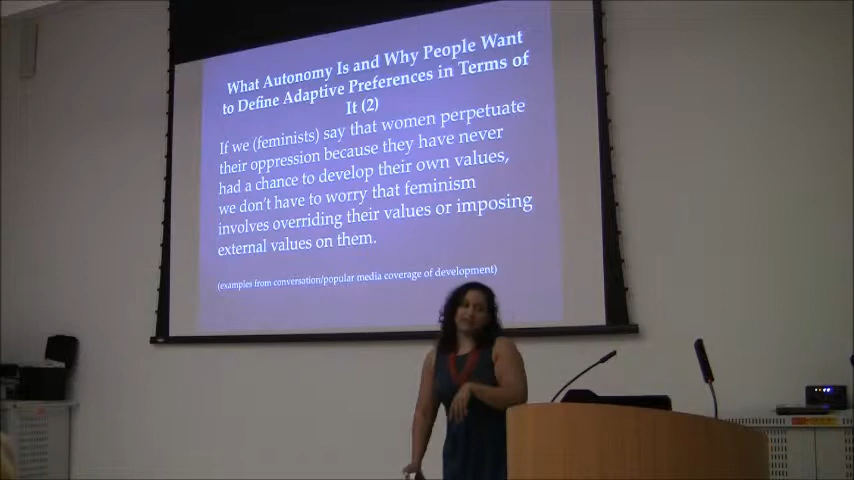 What Autonomy Is and Why People Want
to Define Adaptive Preferences in Terms of
It (2)
If we (feminists) say that women perpetuate
their oppression because they have never
had a chance to develop their own values,
we don't have to worry that feminism
involves overriding their values or imposing
external values on them.
(examples from conversation/popular media coverage of development)